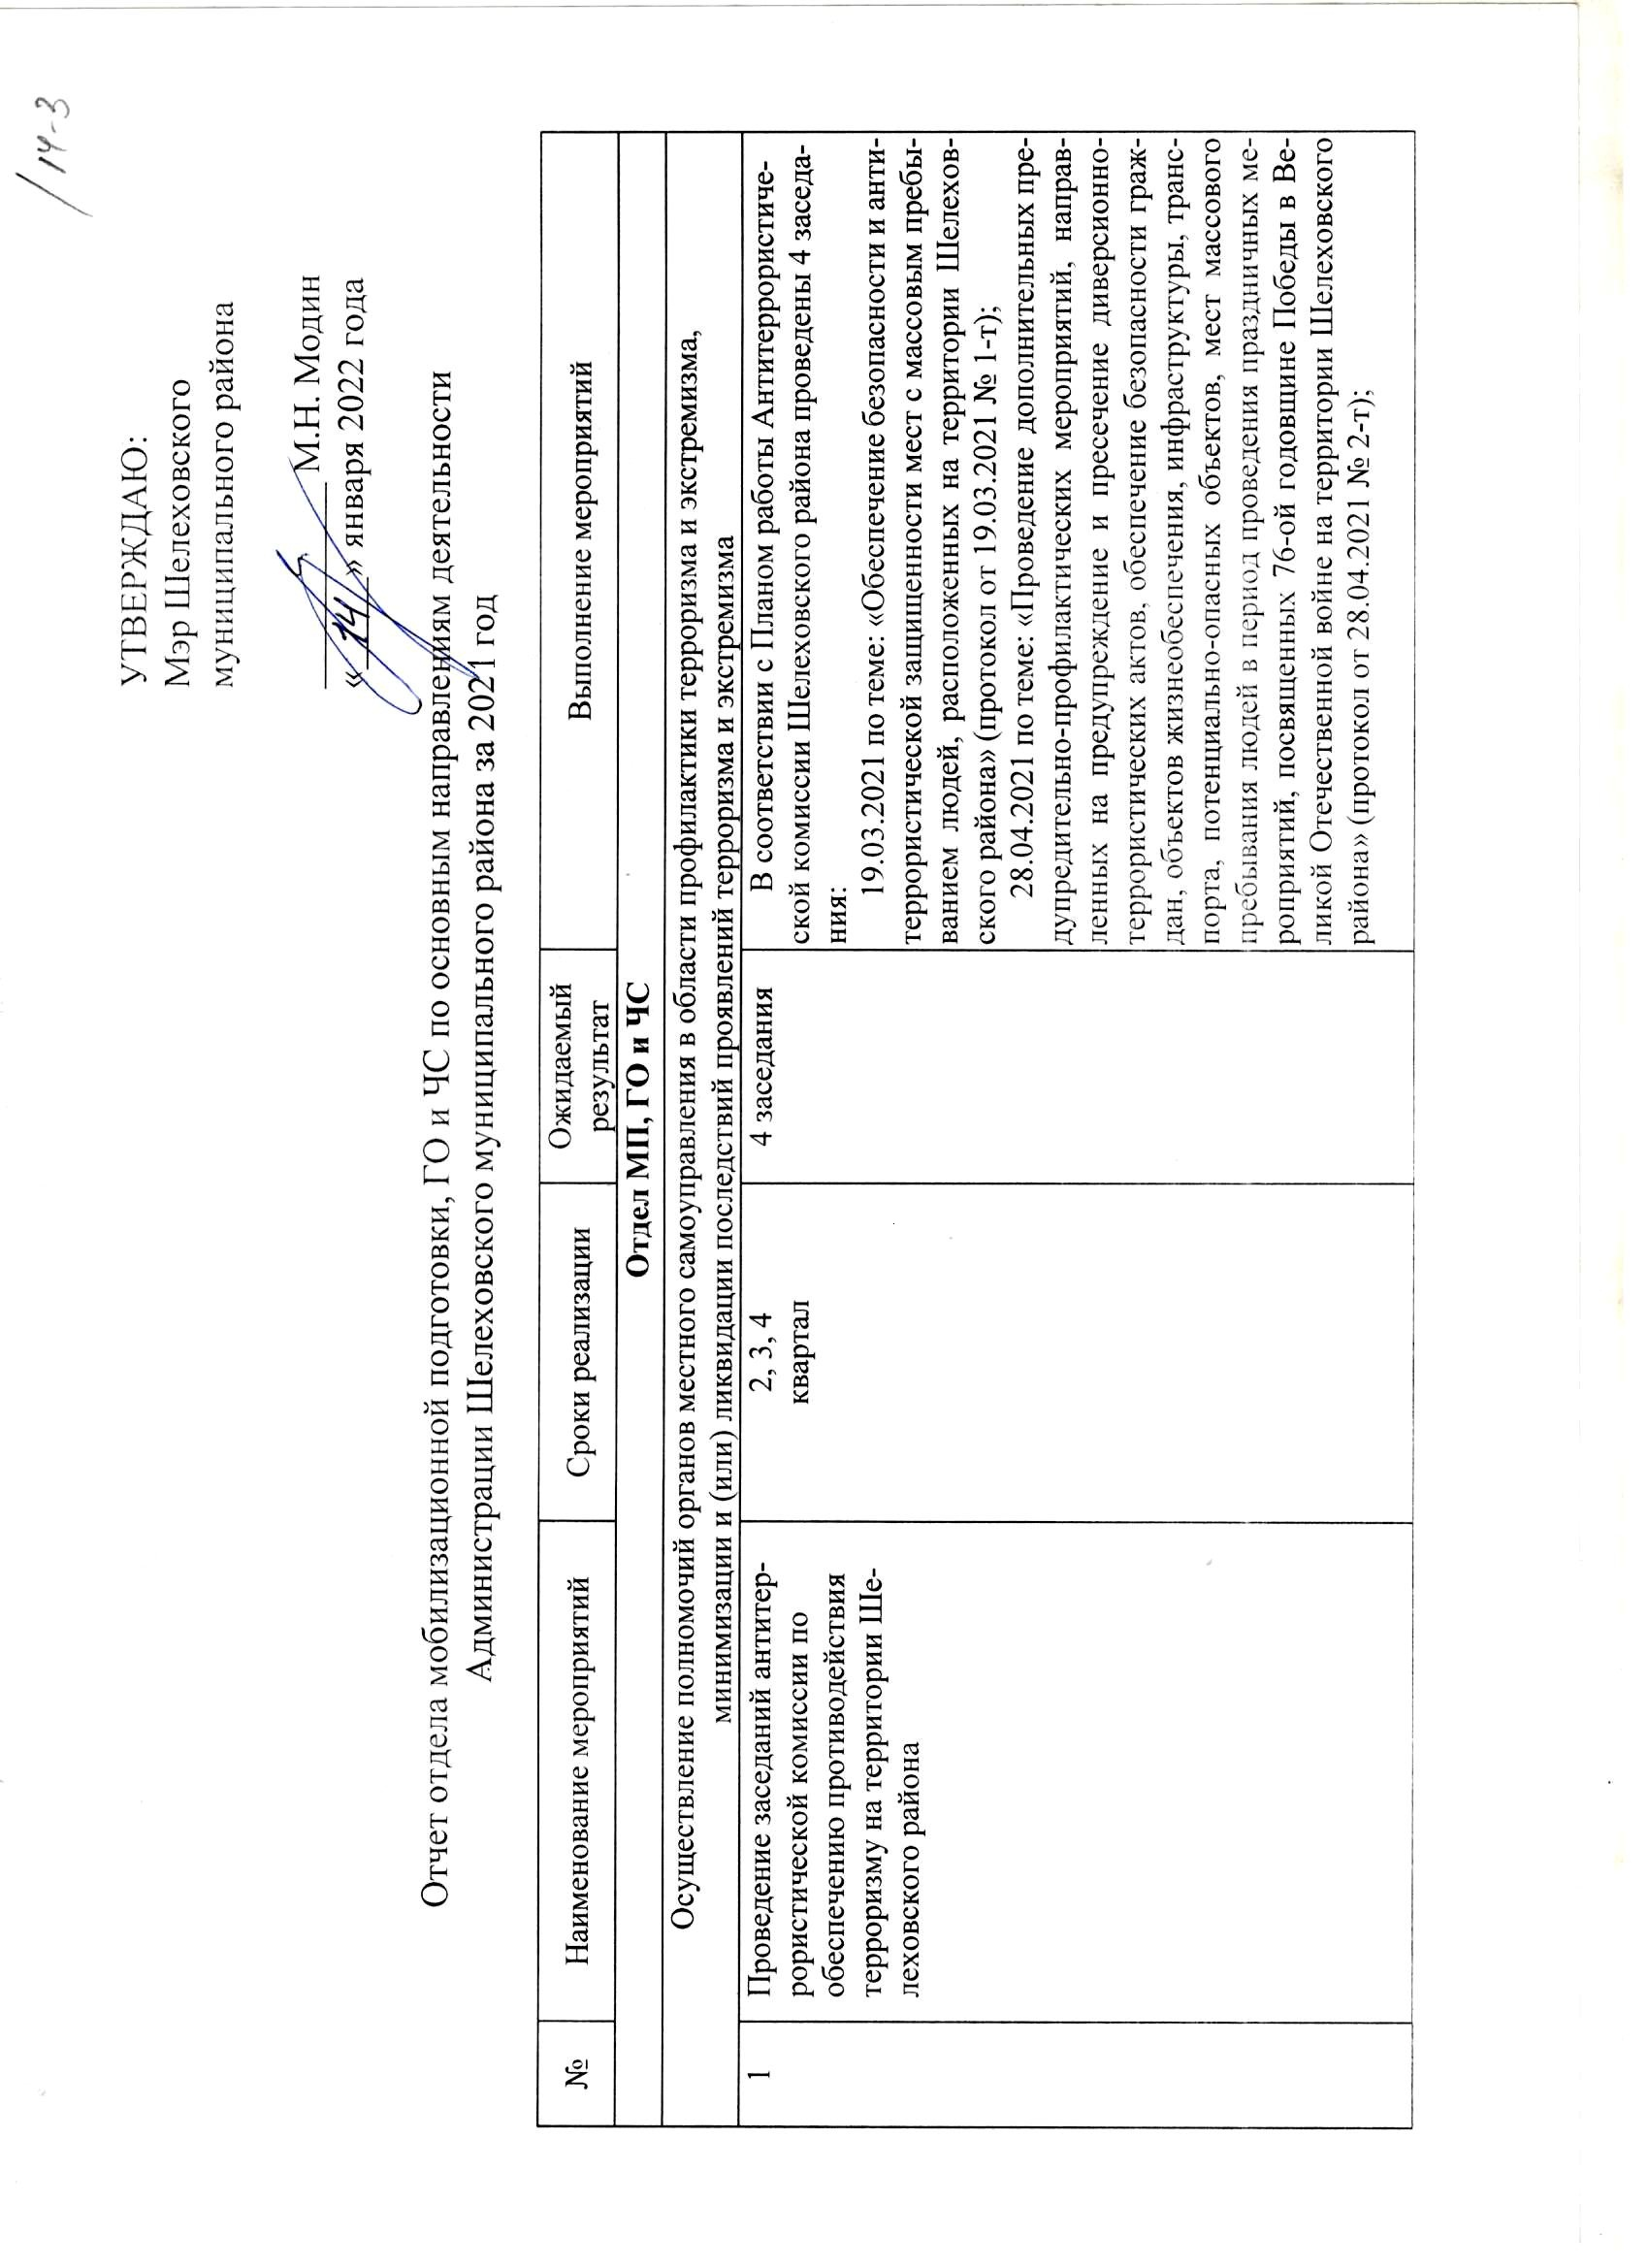 /14-3
УТВЕРЖДАЮ:
Мэр Шелеховского
муниципального района
М.Н. Модин
«14» января 2022 года
Отчет отдела мобилизационной подготовки, ГО и ЧС по основным направлениям деятельности
Администрации Шелеховского муниципального района за 2021 год
№
Наименование мероприятий
Сроки реализации
Ожидаемый
результат
Выполнение мероприятий
Отдел МП, ГО и ЧС
Осуществление полномочий органов местного самоуправления в области профилактики терроризма и экстремизма,
минимизации и (или) ликвидации последствий проявлений терроризма и экстремизма
1
Проведение заседаний антитер-
рористической комиссии по
обеспечению противодействия
терроризму на территории Ше-
леховского района
2, 3, 4
квартал
4 заседания
В соответствии с Планом работы Антитеррористиче-
ской комиссии Шелеховского района проведены 4 заседа-
ния:
19.03.2021 по теме: «Обеспечение безопасности и анти-
террористической защищенности мест с массовым пребы-
ванием людей, расположенных на территории Шелехов-
ского района» (протокол от 19.03.2021 № 1-т);
28.04.2021 по теме: «Проведение дополнительных пре-
дупредительно-профилактических мероприятий, направ-
ленных на предупреждение и пресечение диверсионно-
террористических актов, обеспечение безопасности граж-
дан, объектов жизнеобеспечения, инфраструктуры, транс-
порта, потенциально-опасных объектов, мест массового
пребывания людей в период проведения праздничных ме-
роприятий, посвященных 76-ой годовщине Победы в Ве-
ликой Отечественной войне на территории Шелеховского
района» (протокол от 28.04.2021 № 2-т);